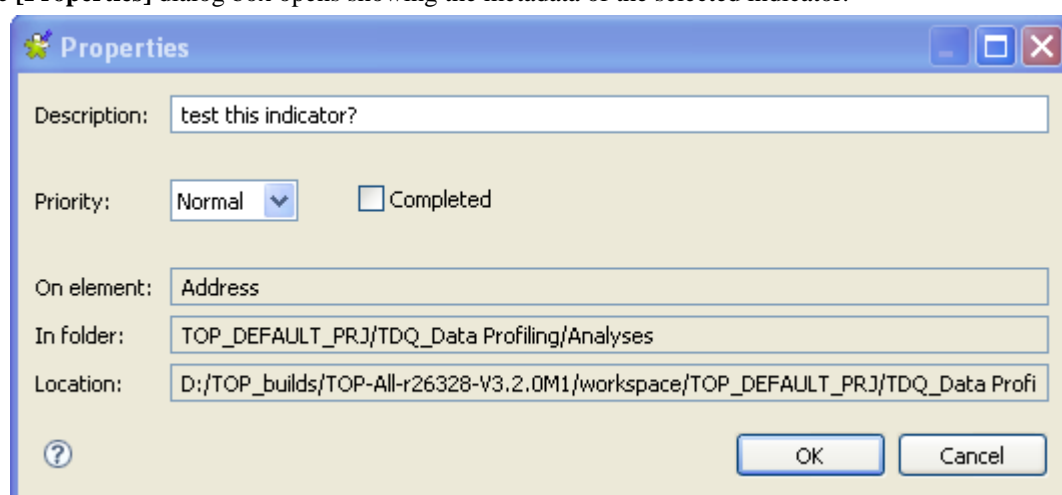 [Properties] dialog box opens showing the metadata of the selected indicator.
Properties
Description: test this indicator?
Priority: Normal Completed
On element: Address
In folder: TOP_DEFAULT_PRJ/TDQ_Data Profiling/Analyses
Location: D:/TOP_builds/TOP-All-r26328-V3.2.0M1/workspace/TOP_DEFAULT_PRJ/TDQ_Data Profi
? OK Cancel